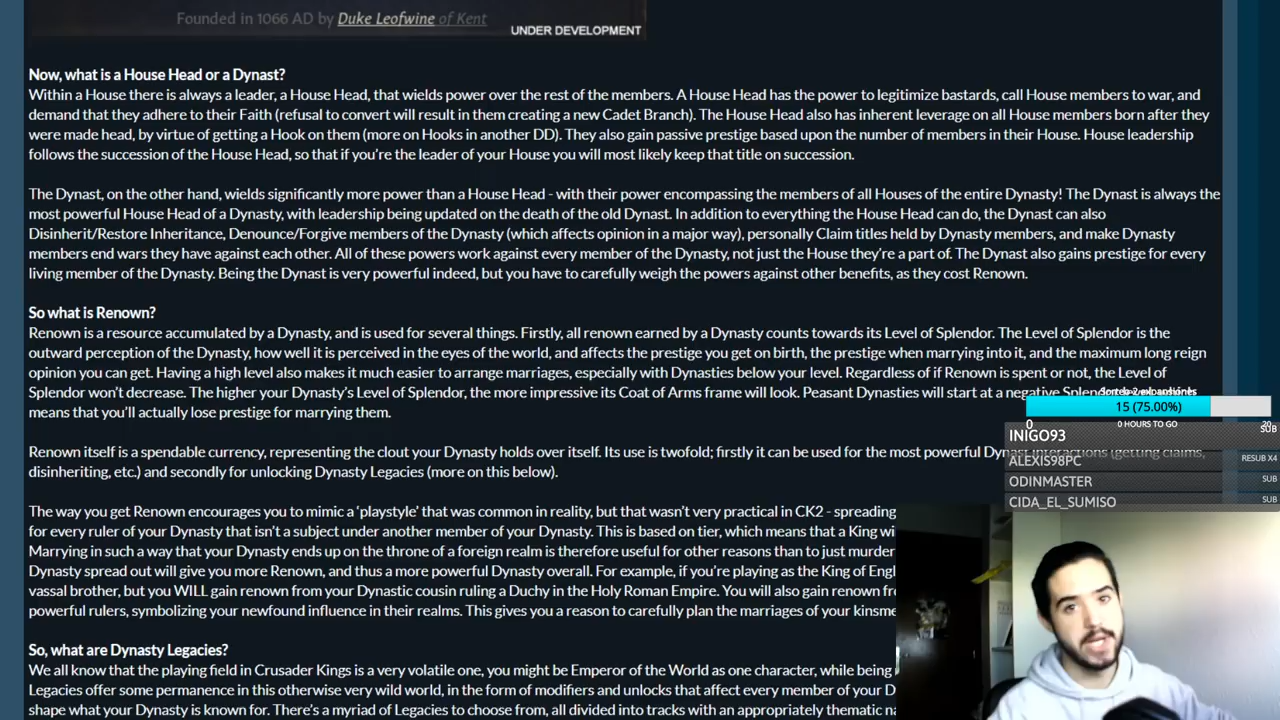 Founded in 1066 AD by Duke Leofwine of Kent
UNDER DEVELOPMENT
Now, what is a House Head or a Dynast?
Within a House there is always a leader, a House Head, that wields power over the rest of the members. A House Head has the power to legitimize bastards, call House members to war, and
demand that they adhere to their Faith (refusal to convert will result in them creating a new Cadet Branch). The House Head also has inherent leverage on all House members born after they
were made head, by virtue of getting a Hook on them (more on Hooks in another DD). They also gain passive prestige based upon the number of members in their House. House leadership
follows the succession of the House Head, so that if you're the leader of your House you will most likely keep that title on succession.
The Dynast, on the other hand, wields significantly more power than a House Head - with their power encompassing the members of all Houses of the entire Dynasty! The Dynast is always the
most powerful House Head of a Dynasty, with leadership being updated on the death of the old Dynast. In addition to everything the House Head can do, the Dynast can also
Disinherit/Restore Inheritance, Denounce/Forgive members of the Dynasty (which affects opinion in a major way), personally Claim titles held by Dynasty members, and make Dynasty
members end wars they have against each other. All of these powers work against every member of the Dynasty, not just the House they're a part of. The Dynast also gains prestige for every
living member of the Dynasty. Being the Dynast is very powerful indeed, but you have to carefully weigh the powers against other benefits, as they cost Renown.
So what is Renown?
Renown is a resource accumulated by a Dynasty, and is used for several things. Firstly, all renown earned by a Dynasty counts towards its Level of Splendor. The Level of Splendor is the
outward perception of the Dynasty, how well it is perceived in the eyes of the world, and affects the prestige you get on birth, the prestige when marrying into it, and the maximum long reign
opinion you can get. Having a high level also makes it much easier to arrange marriages, especially with Dynasties below your level. Regardless of if Renown is spent or not, the Level of
Splendor won't decrease. The higher your Dynasty's Level of Splendor, the more impressive its Coat of Arms frame will look. Peasant Dynasties will start at a negative
means that you'll actually lose prestige for marrying them.
Sorteo 2 expansiones
15 (75.00%)
0
0 HOURS TO GO
20
INIGO93
SUB
ALEXIS98PC
RESUB X4
ODINMASTER
SUB
CIDA_EL_SUMISO
SUB
Renown itself is a spendable currency, representing the clout your Dynasty holds over itself. Its use is twofold; firstly it can be used for the most powerful Dynast interactions (getting claims,
disinheriting, etc.) and secondly for unlocking Dynasty Legacies (more on this below).
The way you get Renown encourages you to mimic a 'playstyle' that was common in reality, but that wasn't very practical in CK2 - spreading
for every ruler of your Dynasty that isn't a subject under another member of your Dynasty. This is based on tier, which means that a King wi
Marrying in such a way that your Dynasty ends up on the throne of a foreign realm is therefore useful for other reasons than to just murder
Dynasty spread out will give you more Renown, and thus a more powerful Dynasty overall. For example, if you're playing as the King of Engl
vassal brother, but you WILL gain renown from your Dynastic cousin ruling a Duchy in the Holy Roman Empire. You will also gain renown fr
powerful rulers, symbolizing your newfound influence in their realms. This gives you a reason to carefully plan the marriages of your kinsme
So, what are Dynasty Legacies?
We all know that the playing field in Crusader Kings is a very volatile one, you might be Emperor of the World as one character, while being
Legacies offer some permanence in this otherwise very wild world, in the form of modifiers and unlocks that affect every member of your D
shape what your Dynasty is known for. There's a myriad of Legacies to choose from, all divided into tracks with an appropriately thematic na